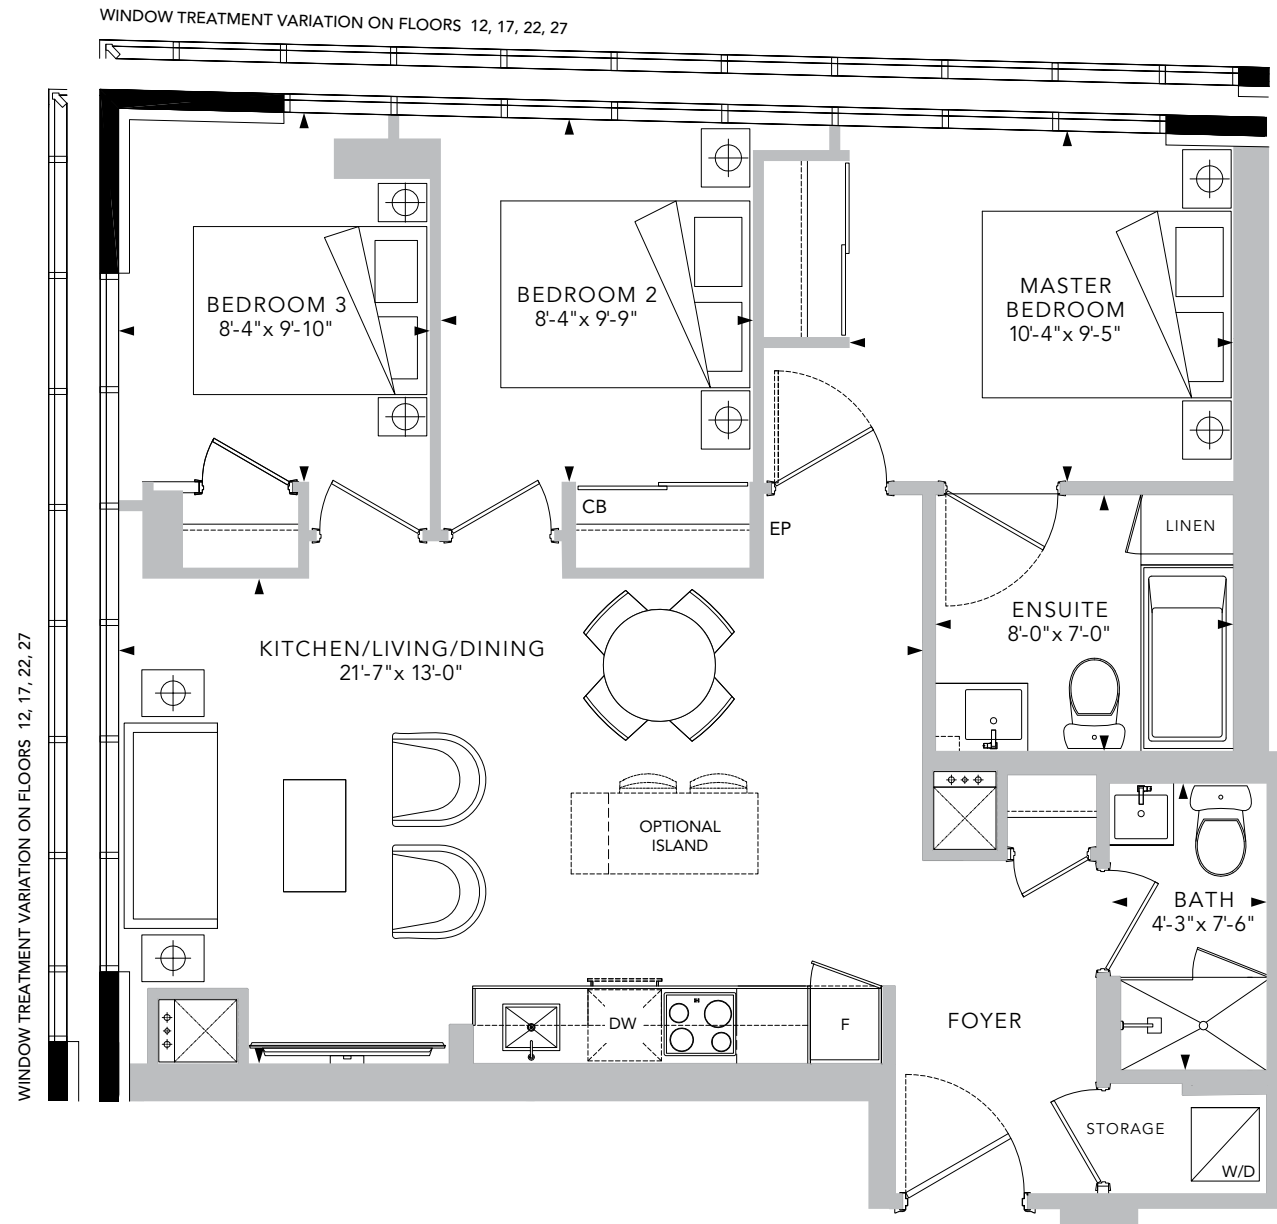 WINDOW TREATMENT VARIATION ON FLOORS 12, 17, 22, 27
WINDOW TREATMENT VARIATION ON FLOORS 12, 17, 22, 27
BEDROOM 3
8'-4" x 9'-10"
BEDROOM 2
8'-4" x 9'-9"
MASTER
BEDROOM
10'-4" x 9'-5"
CB
EP
LINEN
ENSUITE
8'-0" x 7'-0"
KITCHEN/LIVING/DINING
21'-7" x 13'-0"
OPTIONAL
ISLAND
BATH
4'-3" x 7'-6"
DW
F
FOYER
STORAGE
W/D